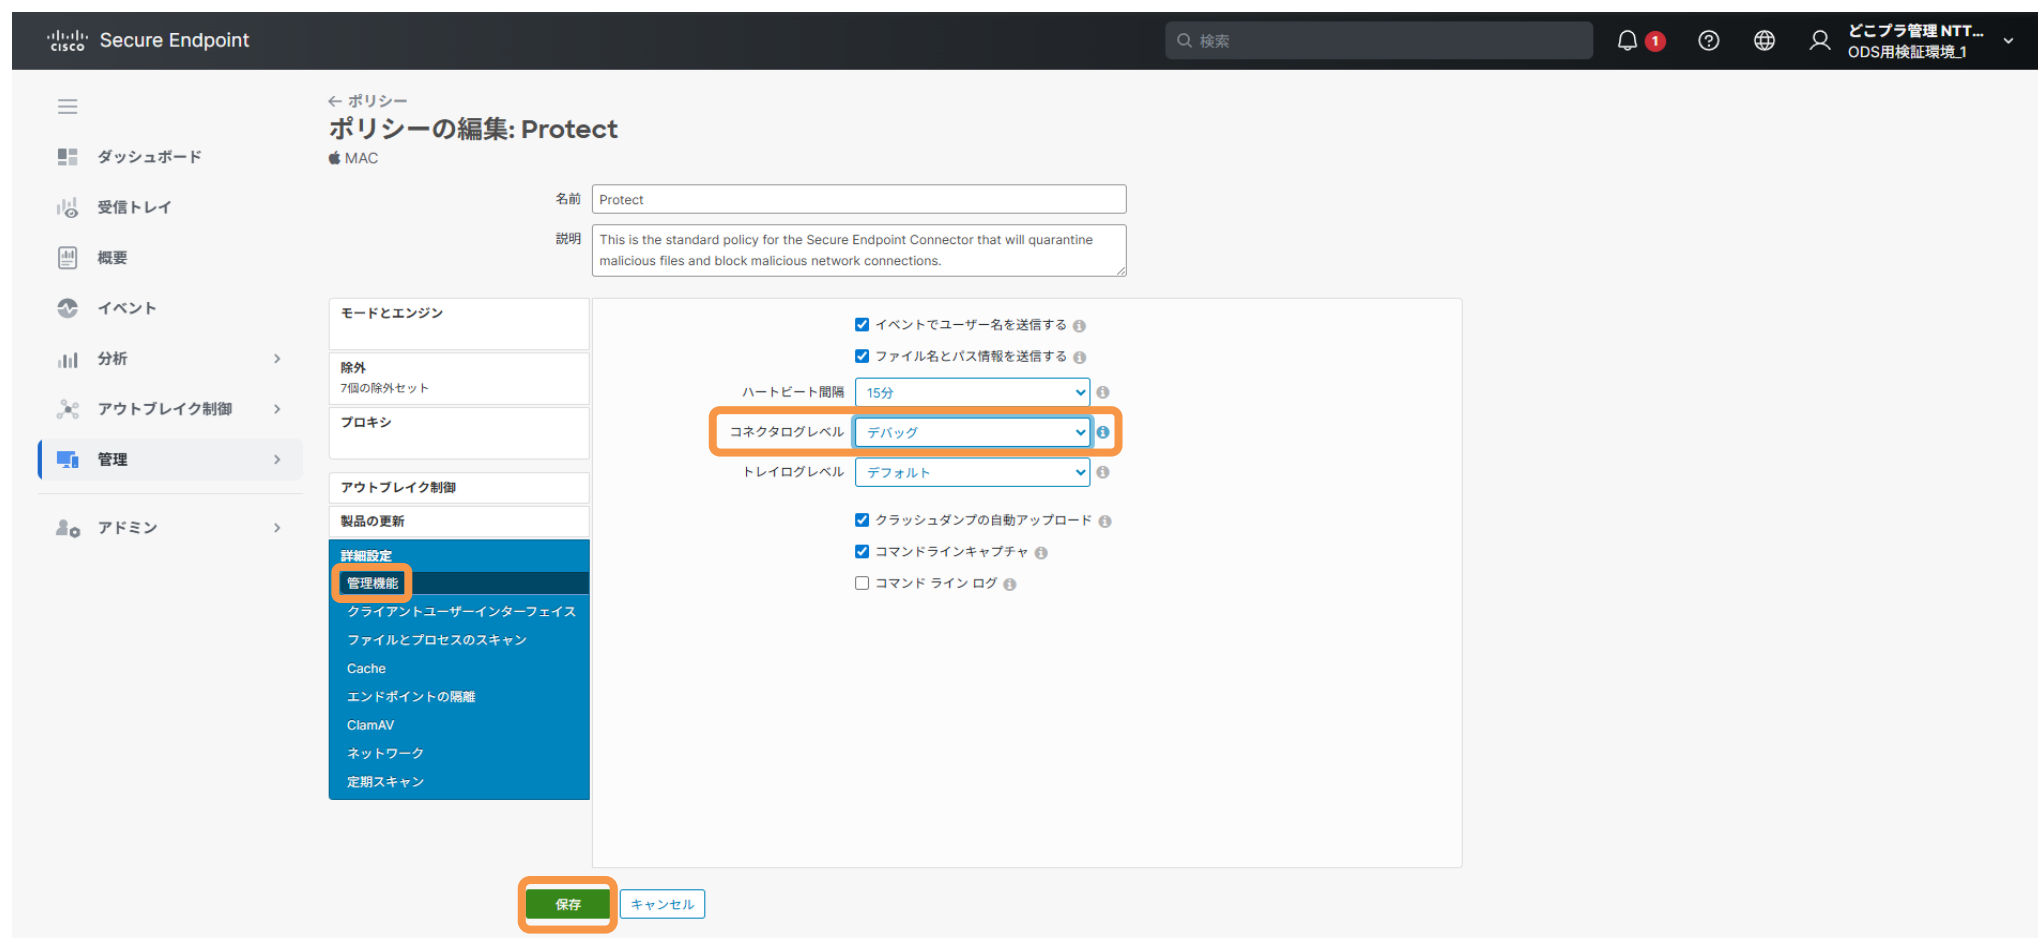 CISCO Secure Endpoint
検索
1
どこプラ管理 NTT...
ODS用検証環境_1
ダッシュボード
受信トレイ
概要
イベント
分析
アウトブレイク制御
管理
アドミン
← ポリシー
ポリシーの編集: Protect
MAC
名前 Protect
説明 This is the standard policy for the Secure Endpoint Connector that will quarantine
malicious files and block malicious network connections.
モードとエンジン
除外
7個の除外セット
プロキシ
アウトブレイク制御
製品の更新
詳細設定
管理機能
クライアントユーザーインターフェイス
ファイルとプロセスのスキャン
Cache
エンドポイントの隔離
ClamAV
ネットワーク
定期スキャン
イベントでユーザー名を送信する
ファイル名とパス情報を送信する
ハートビート間隔 15分
コネクタログレベル デバッグ
トレイログレベル デフォルト
クラッシュダンプの自動アップロード
コマンドラインキャプチャ
コマンド ライン ログ
保存 キャンセル